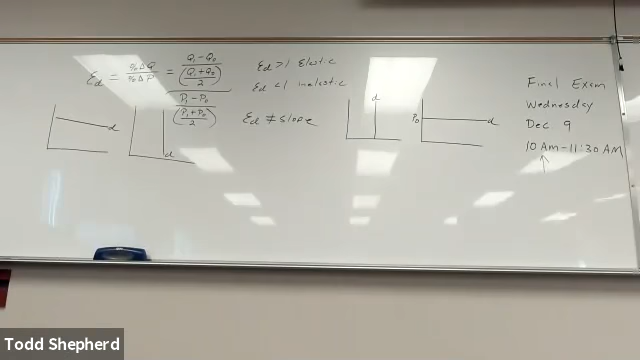 Ed = %ΔQ / %ΔP = ((Q₁ - Q₀) / ((Q₁ + Q₀) / 2)) / ((P₁ - P₀) / ((P₁ + P₀) / 2))
Ed > 1 Elastic
Ed < 1 inelastic
Ed ≠ slope
d
d
d
P₀
d
Final Exam
Wednesday
Dec 9
10 Am - 11:30 AM
Todd Shepherd